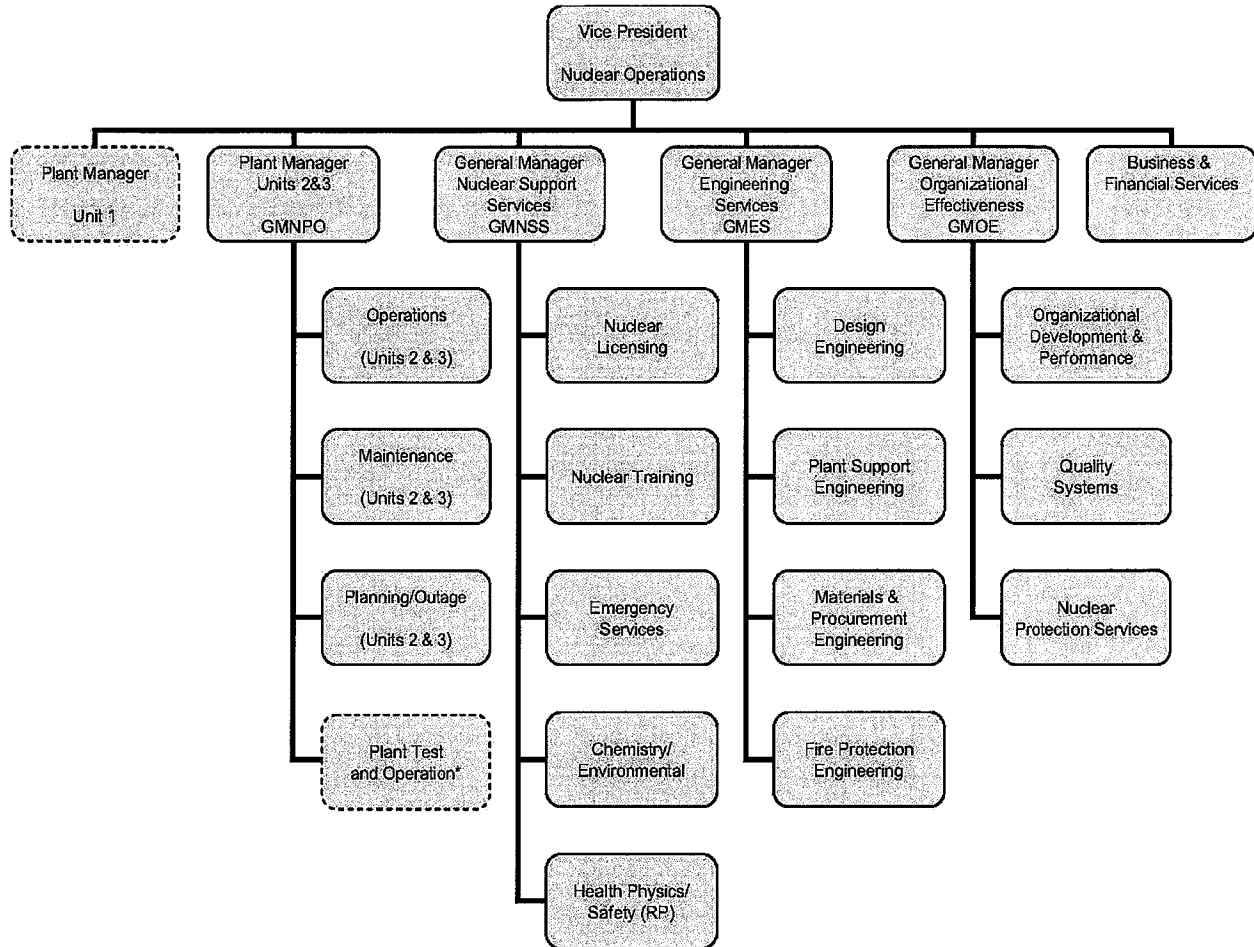 Vice President
Nuclear Operations
Plant Manager
Unit 1
Plant Manager
Units 2&3
GMNPO
General Manager
Nuclear Support
Services
GMNSS
General Manager
Engineering
Services
GMES
General Manager
Organizational
Effectiveness
GMOE
Business &
Financial Services
Operations
(Units 2 & 3)
Maintenance
(Units 2 & 3)
Planning/Outage
(Units 2 & 3)
Plant Test
and Operation*
Nuclear
Licensing
Nuclear Training
Emergency
Services
Chemistry/
Environmental
Health Physics/
Safety (RP)
Design
Engineering
Plant Support
Engineering
Materials &
Procurement
Engineering
Fire Protection
Engineering
Organizational
Development &
Performance
Quality
Systems
Nuclear
Protection Services